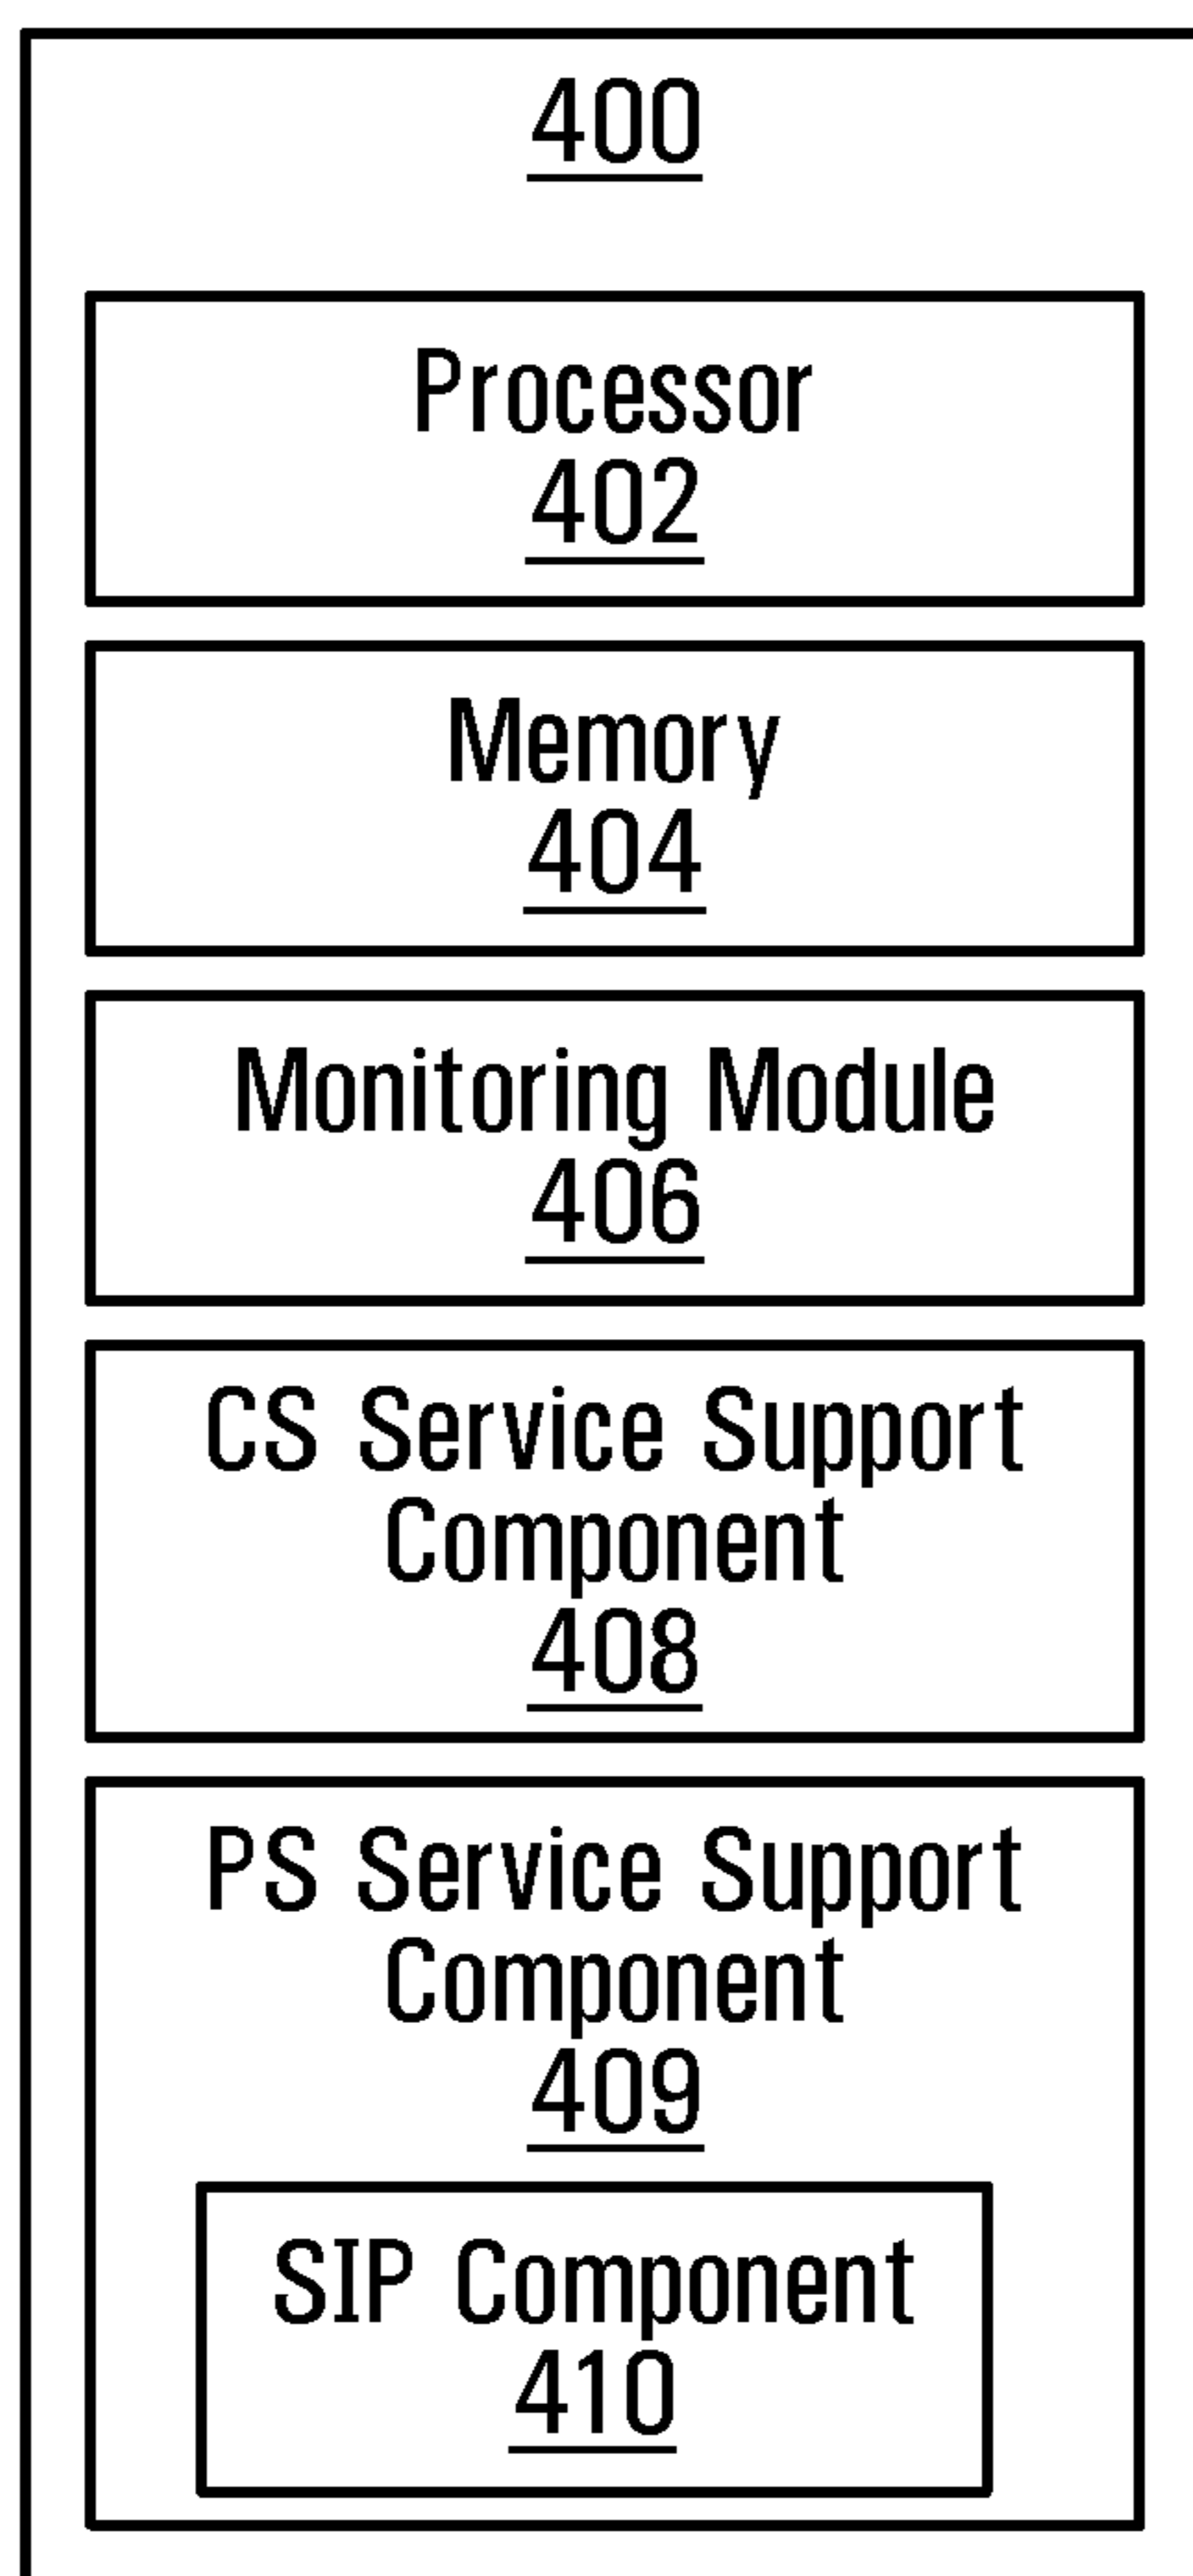 400
Processor
402
Memory
404
Monitoring Module
406
CS Service Support
Component
408
PS Service Support
Component
409
SIP Component
410